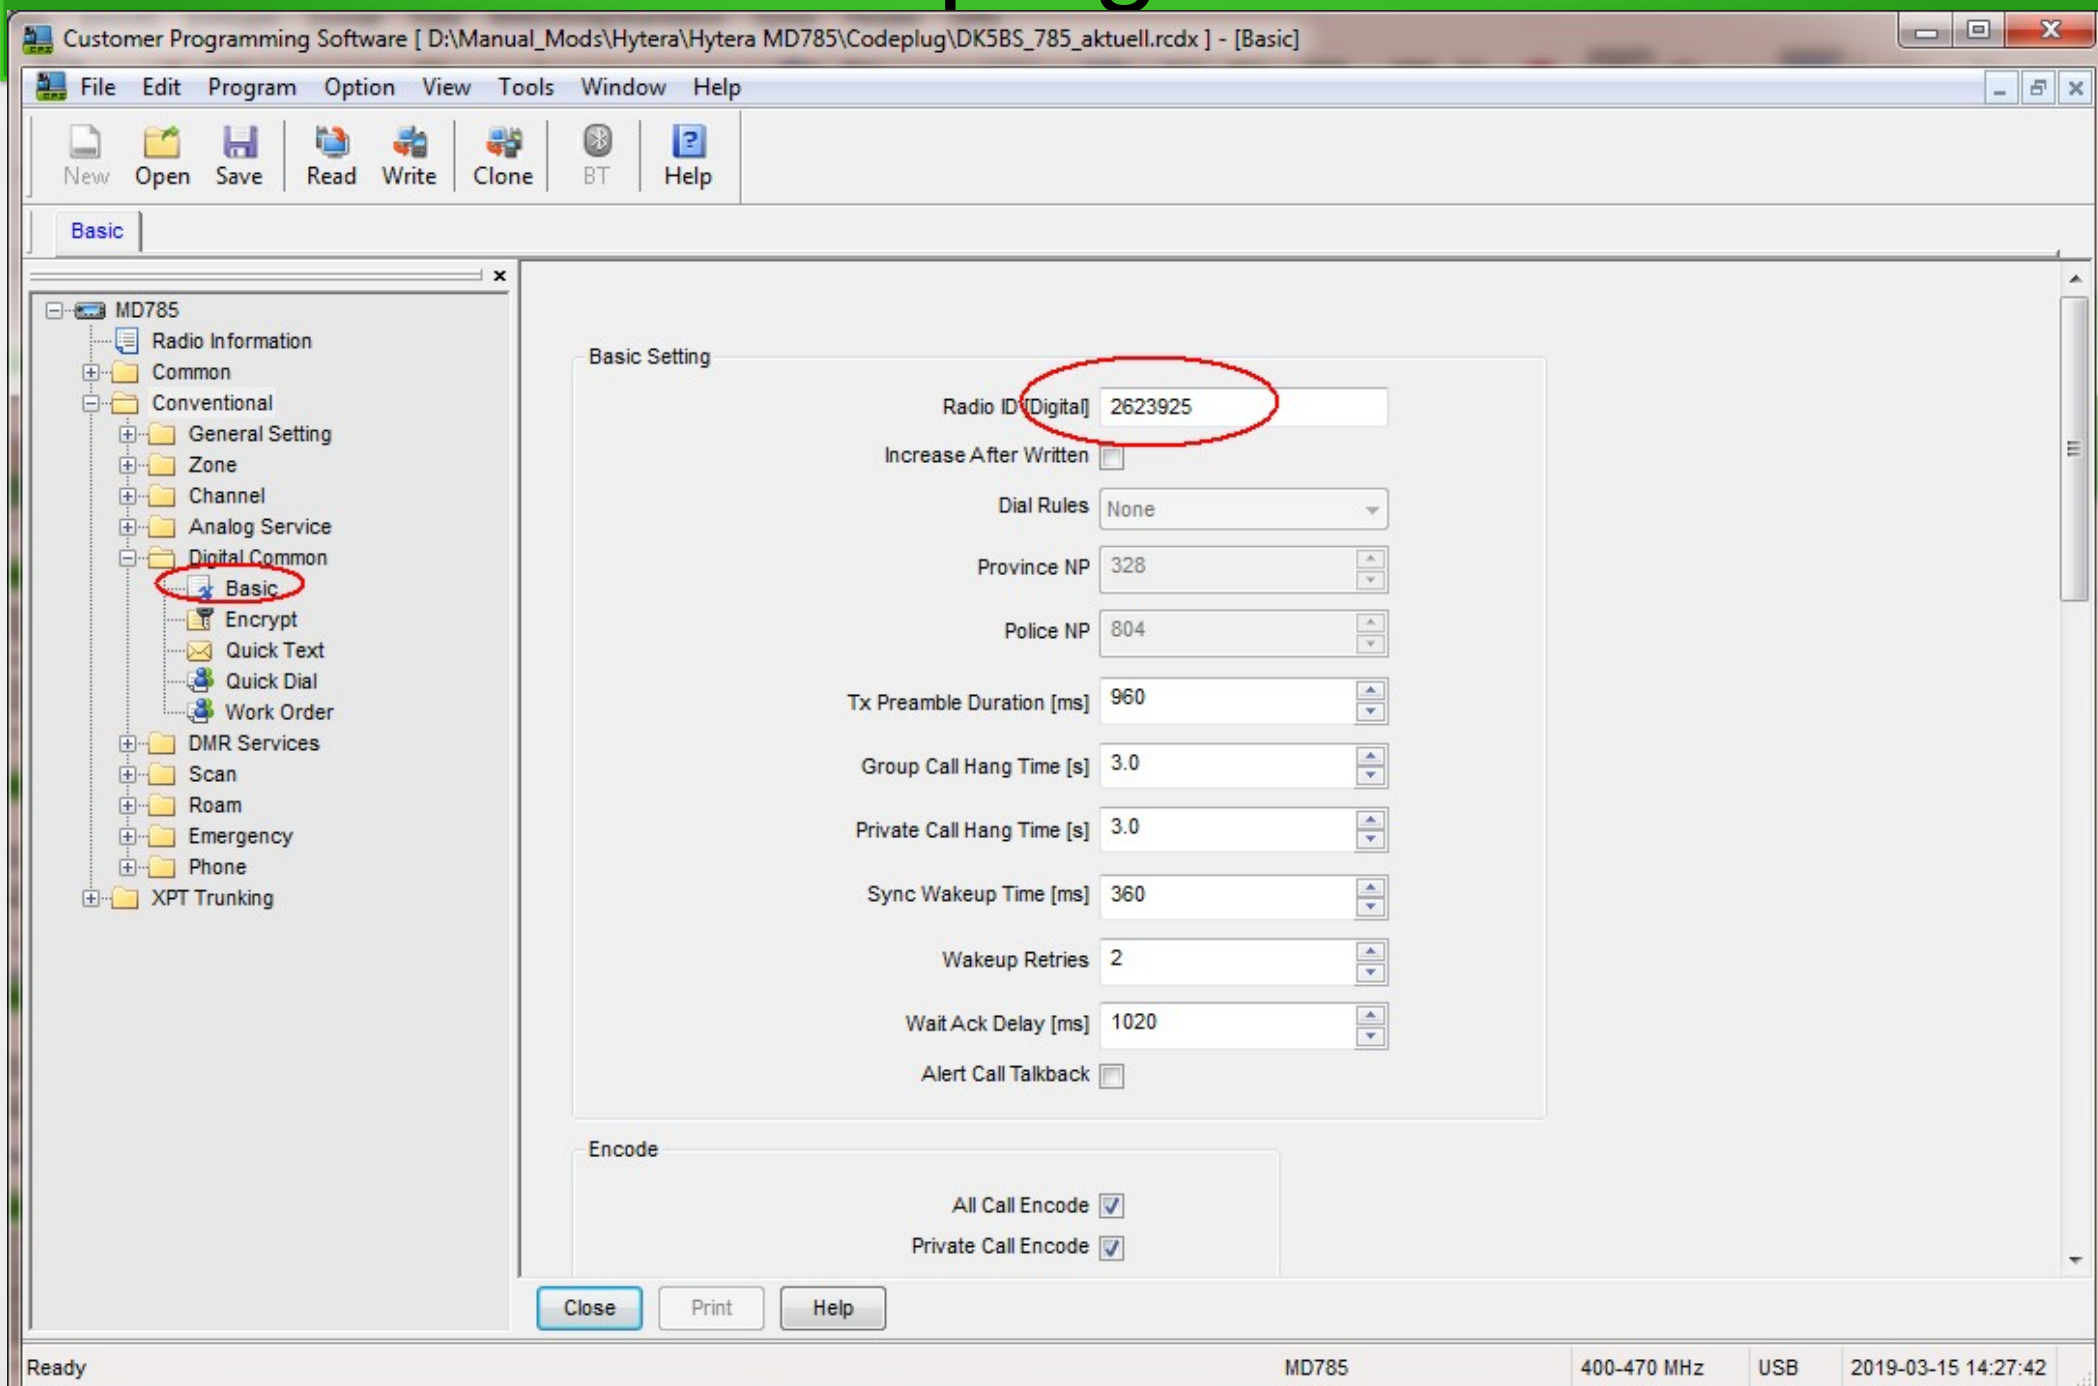 Customer Programming Software [ D:\Manual_Mods\Hytera\Hytera MD785\Codeplug\DK5BS_785_aktuell.rcdx ] - [Basic]
File Edit Program Option View Tools Window Help
New Open Save Read Write Clone BT Help
Basic
MD785
Radio Information
Common
Conventional
General Setting
Zone
Channel
Analog Service
Digital Common
Basic
Encrypt
Quick Text
Quick Dial
Work Order
DMR Services
Scan
Roam
Emergency
Phone
XPT Trunking
Basic Setting
Radio ID [Digital] 2623925
Increase After Written
Dial Rules None
Province NP 328
Police NP 804
Tx Preamble Duration [ms] 960
Group Call Hang Time [s] 3.0
Private Call Hang Time [s] 3.0
Sync Wakeup Time [ms] 360
Wakeup Retries 2
Wait Ack Delay [ms] 1020
Alert Call Talkback
Encode
All Call Encode
Private Call Encode
Close Print Help
Ready MD785 400-470 MHz USB 2019-03-15 14:27:42